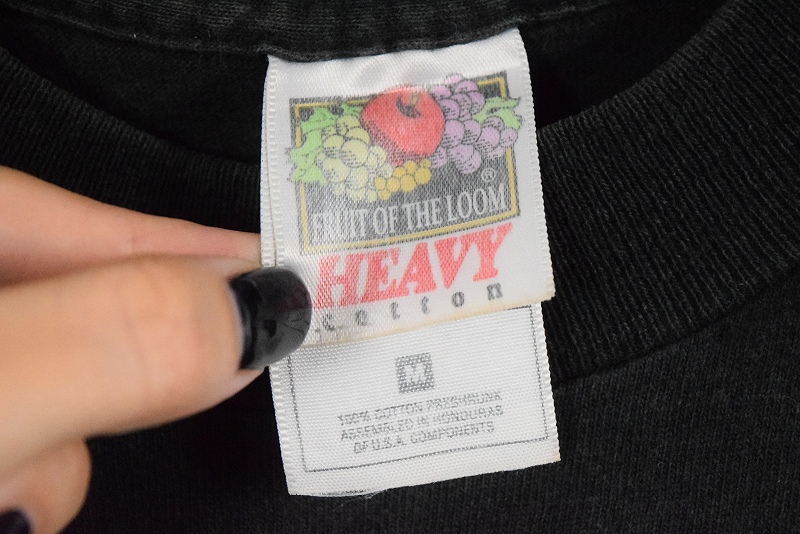 ®
FRUIT OF THE LOOM
HEAVY
cotton
M
100% COTTON PRESHRUNK
ASSEMBLED IN HONDURAS
OF U.S.A. COMPONENTS